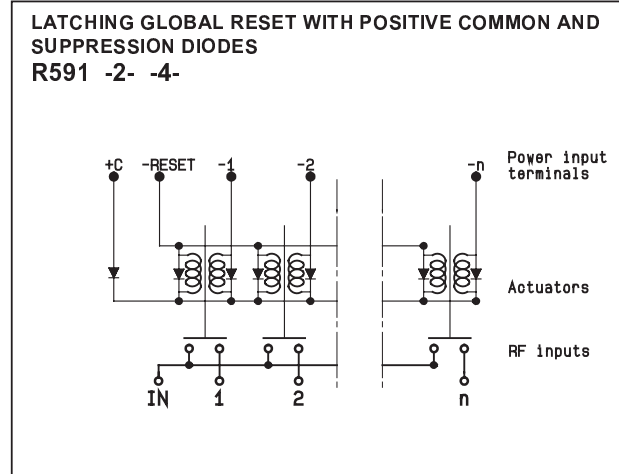 LATCHING GLOBAL RESET WITH POSITIVE COMMON AND
SUPPRESSION DIODES
R591 -2- -4-
+C -RESET -1 -2 -n
Power input
terminals
Actuators
RF inputs
IN 1 2 n